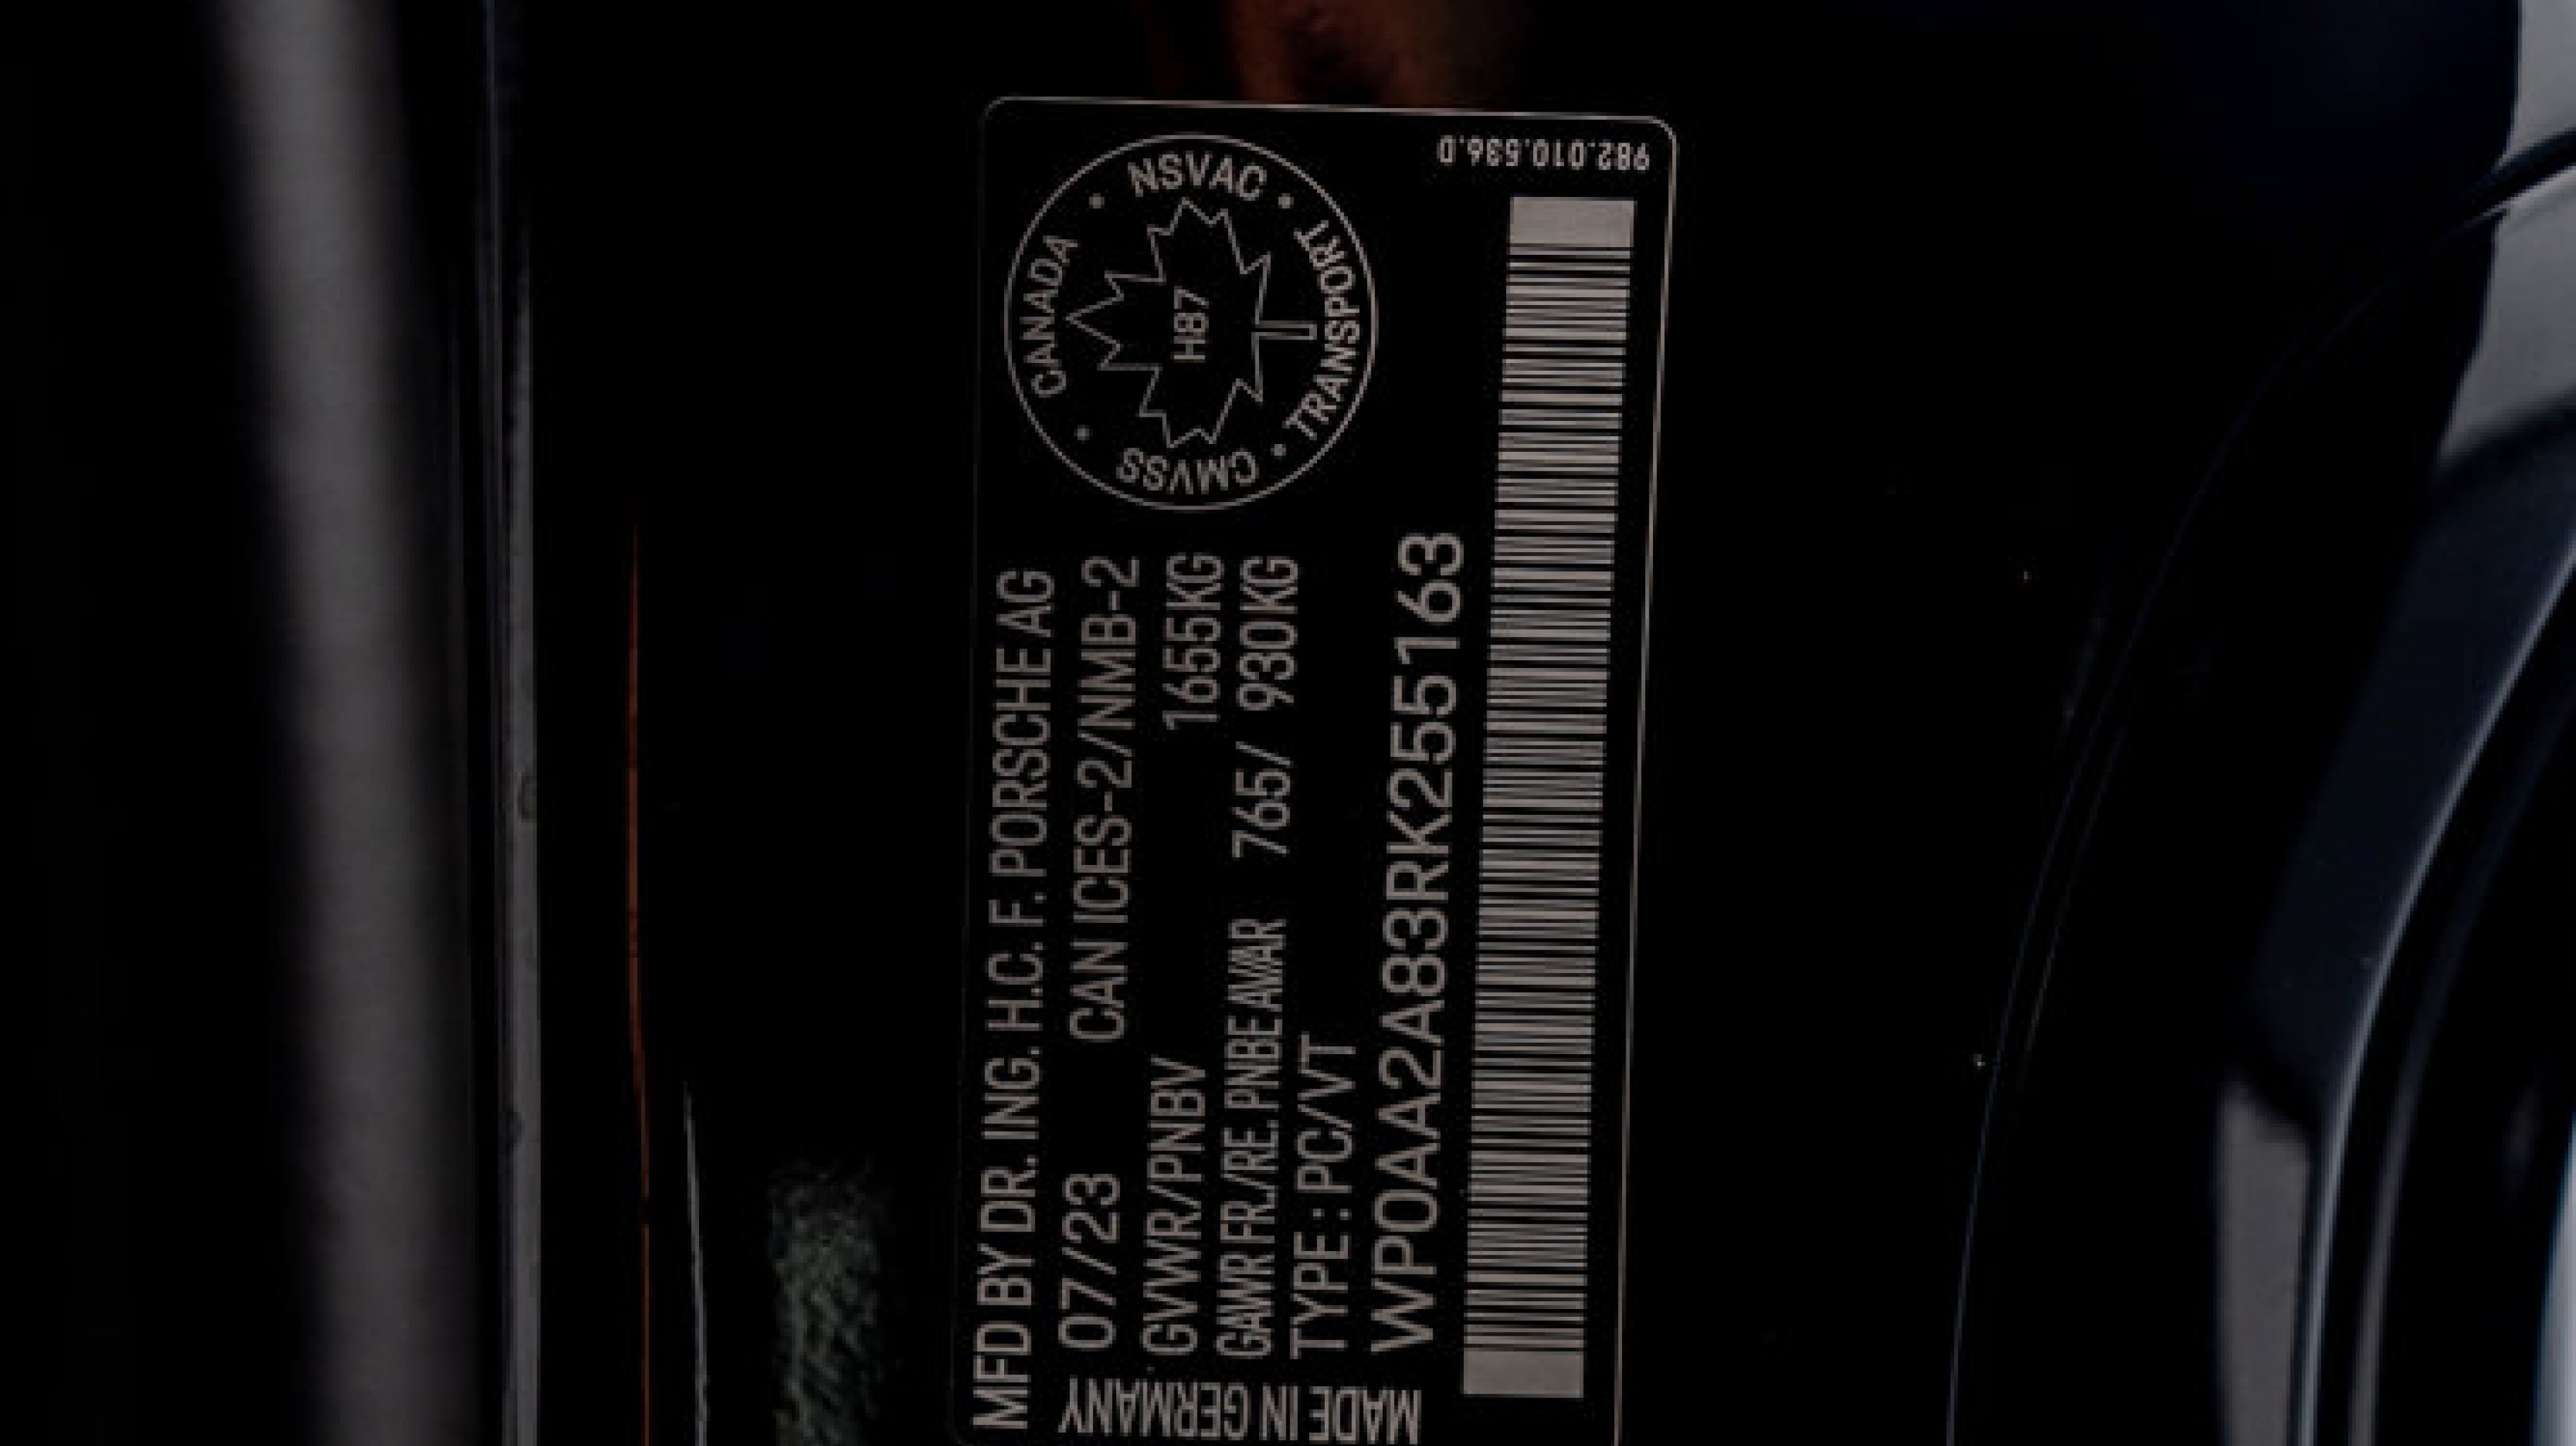 MFD BY DR. ING. H.C. F. PORSCHE AG
07/23 CAN ICES-2/NMB-2
GVWR/PNBV 1655KG
GAWR FR./RE. PNBE AV/AR 765/ 930KG
TYPE : PC/VT
WP0AA2A83RK255163
MADE IN GERMANY
CANADA • NSVAC • TRANSPORT • CMVSS •
H87
982.010.536.D